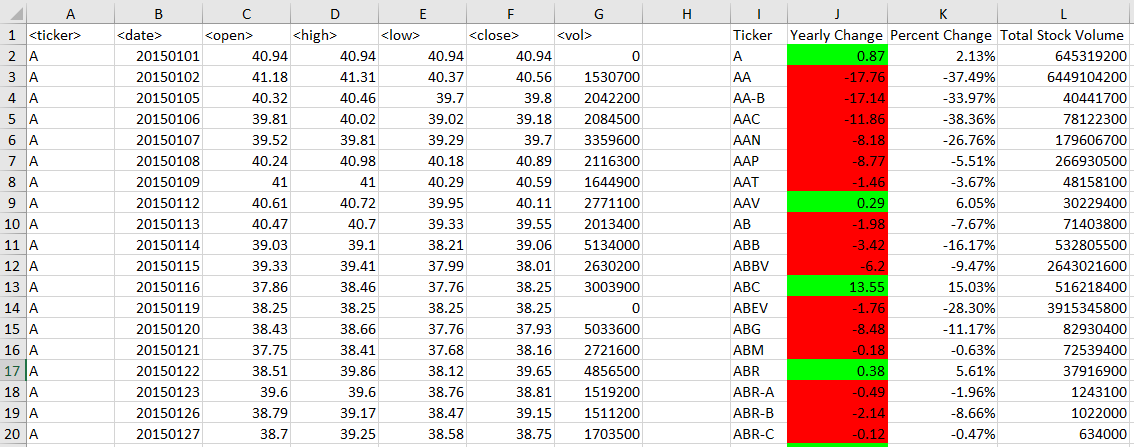 A B C D E F G H I J K L
1 <ticker> <date> <open> <high> <low> <close> <vol> Ticker Yearly Change Percent Change Total Stock Volume
2 A 20150101 40.94 40.94 40.94 40.94 0 A 0.87 2.13% 645319200
3 A 20150102 41.18 41.31 40.37 40.56 1530700 AA -17.76 -37.49% 6449104200
4 A 20150105 40.32 40.46 39.7 39.8 2042200 AA-B -17.14 -33.97% 40441700
5 A 20150106 39.81 40.02 39.02 39.18 2084500 AAC -11.86 -38.36% 78122300
6 A 20150107 39.52 39.81 39.29 39.7 3359600 AAN -8.18 -26.76% 179606700
7 A 20150108 40.24 40.98 40.18 40.89 2116300 AAP -8.77 -5.51% 266930500
8 A 20150109 41 41 40.29 40.59 1644900 AAT -1.46 -3.67% 48158100
9 A 20150112 40.61 40.72 39.95 40.11 2771100 AAV 0.29 6.05% 30229400
10 A 20150113 40.47 40.7 39.33 39.55 2013400 AB -1.98 -7.67% 71403800
11 A 20150114 39.03 39.1 38.21 39.06 5134000 ABB -3.42 -16.17% 532805500
12 A 20150115 39.33 39.41 37.99 38.01 2630200 ABBV -6.2 -9.47% 2643021600
13 A 20150116 37.86 38.46 37.76 38.25 3003900 ABC 13.55 15.03% 516218400
14 A 20150119 38.25 38.25 38.25 38.25 0 ABEV -1.76 -28.30% 3915345800
15 A 20150120 38.43 38.66 37.76 37.93 5033600 ABG -8.48 -11.17% 82930400
16 A 20150121 37.75 38.41 37.68 38.16 2721600 ABM -0.18 -0.63% 72539400
17 A 20150122 38.51 39.86 38.12 39.65 4856500 ABR 0.38 5.61% 37916900
18 A 20150123 39.6 39.6 38.76 38.81 1519200 ABR-A -0.49 -1.96% 1243100
19 A 20150126 38.79 39.17 38.47 39.15 1511200 ABR-B -2.14 -8.66% 1022000
20 A 20150127 38.7 39.25 38.58 38.75 1703500 ABR-C -0.12 -0.47% 634000